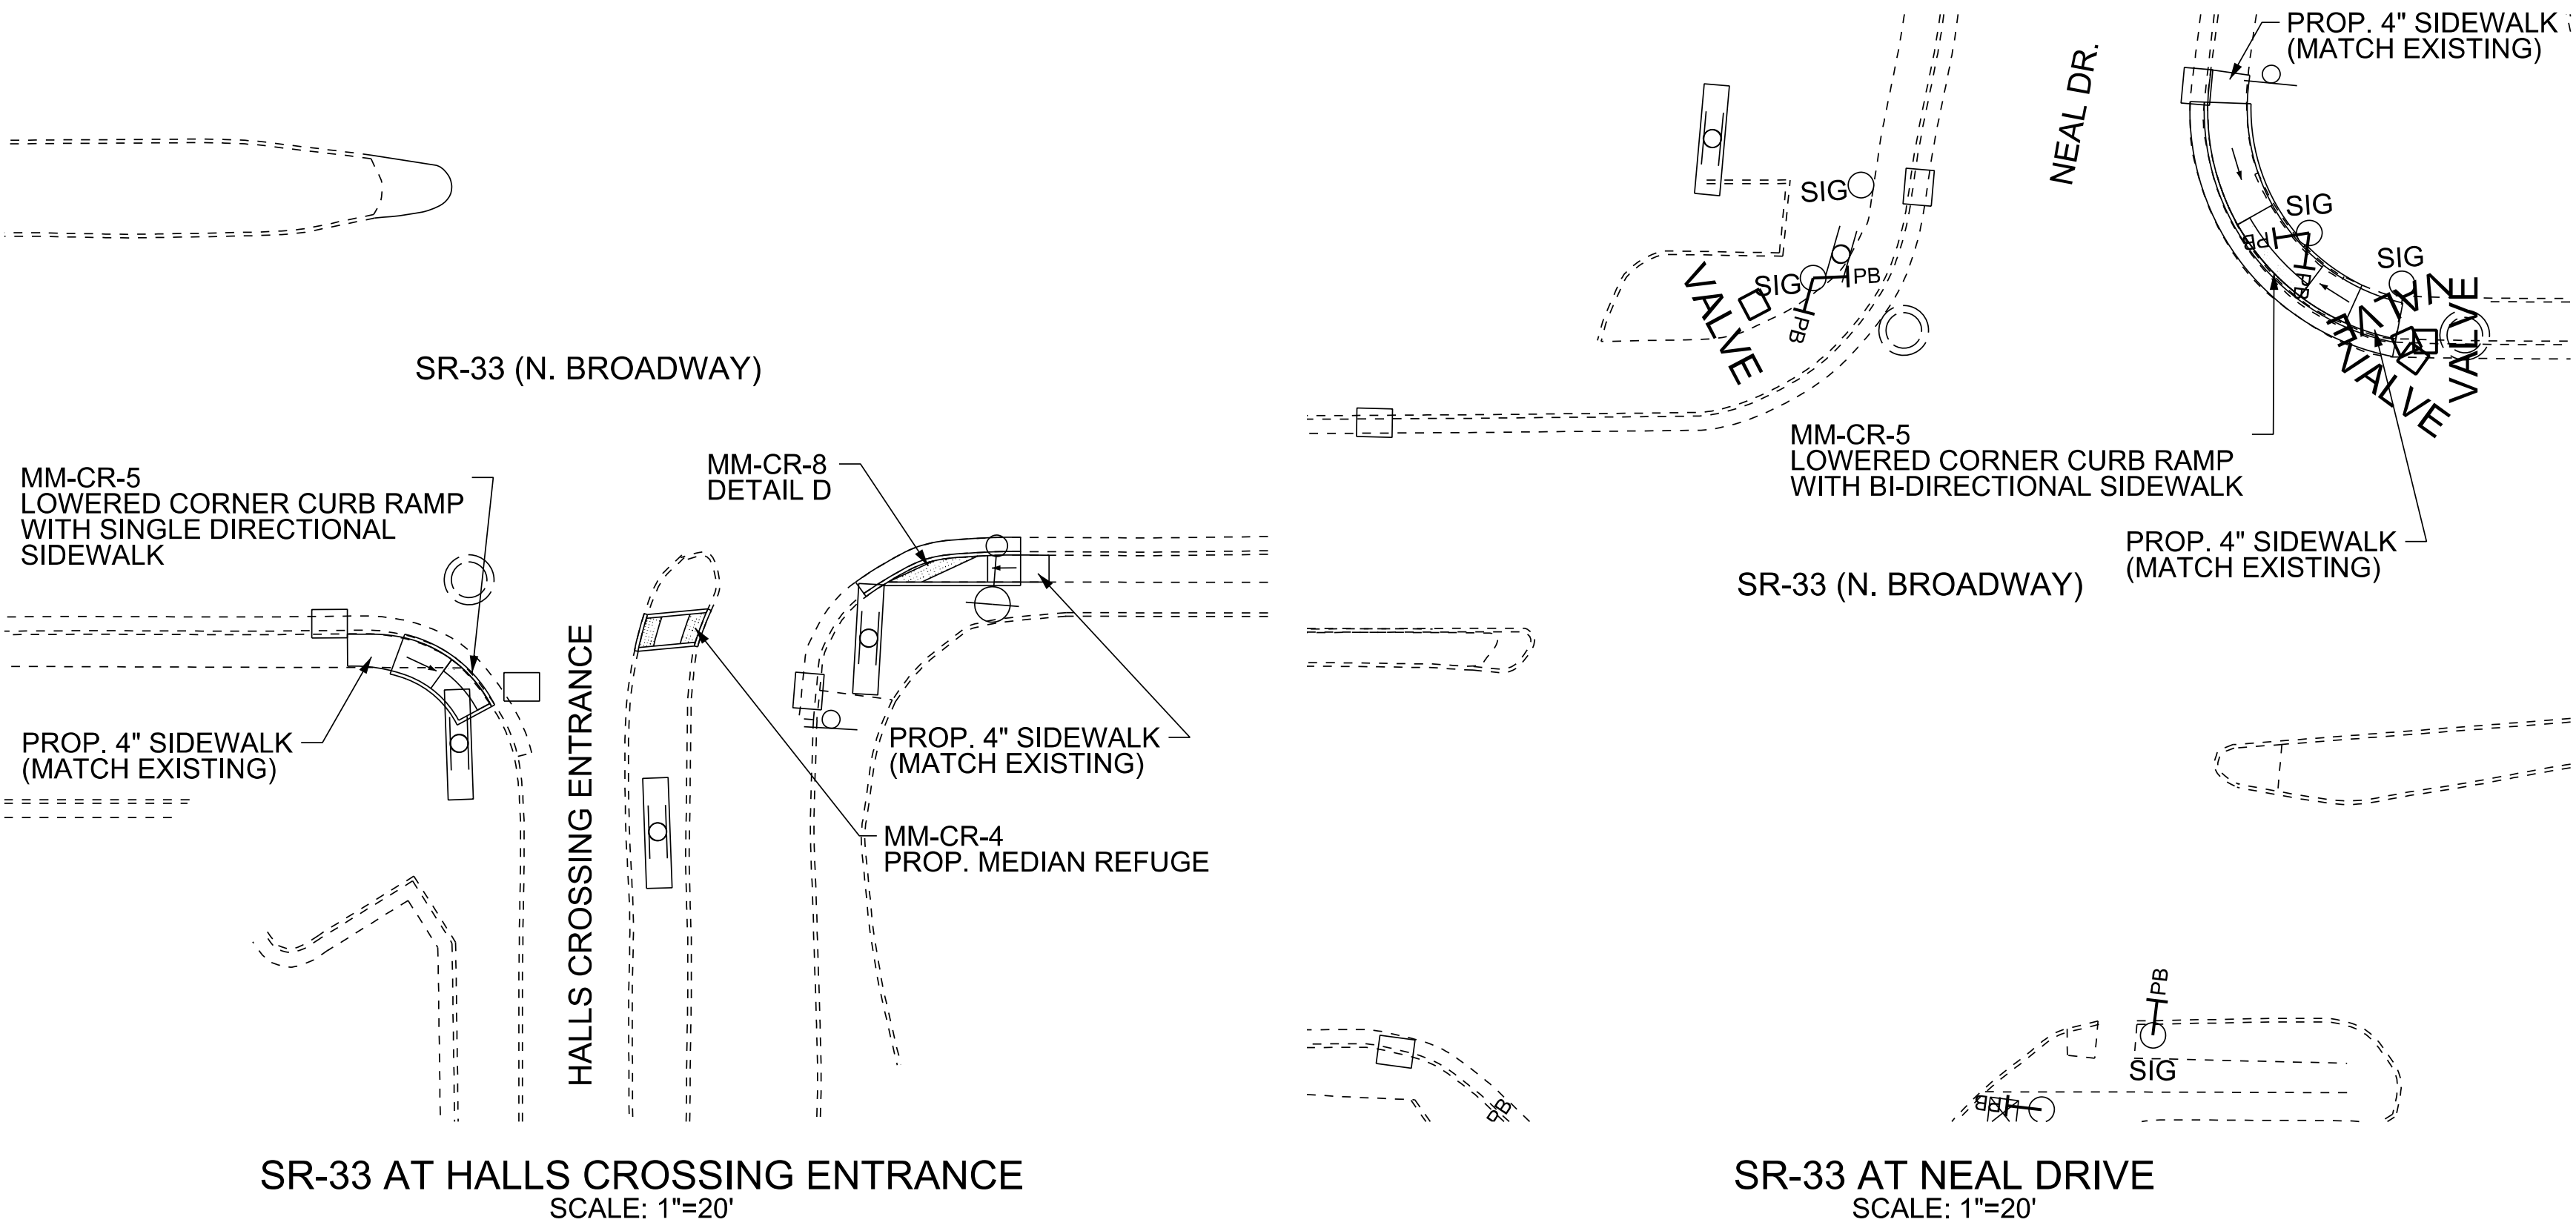 SR-33 (N. BROADWAY)
MM-CR-5
LOWERED CORNER CURB RAMP
WITH SINGLE DIRECTIONAL
SIDEWALK
MM-CR-8
DETAIL D
PROP. 4" SIDEWALK
(MATCH EXISTING)
HALLS CROSSING ENTRANCE
PROP. 4" SIDEWALK
(MATCH EXISTING)
MM-CR-4
PROP. MEDIAN REFUGE
SR-33 AT HALLS CROSSING ENTRANCE
SCALE: 1"=20'
PROP. 4" SIDEWALK
(MATCH EXISTING)
NEAL DR.
SIG
SIG
PB
PB
VALVE
SIG
PB
PB
SIG
VALVE
VALVE
MM-CR-5
LOWERED CORNER CURB RAMP
WITH BI-DIRECTIONAL SIDEWALK
PROP. 4" SIDEWALK
(MATCH EXISTING)
SR-33 (N. BROADWAY)
PB
SIG
PB
PB
SR-33 AT NEAL DRIVE
SCALE: 1"=20'